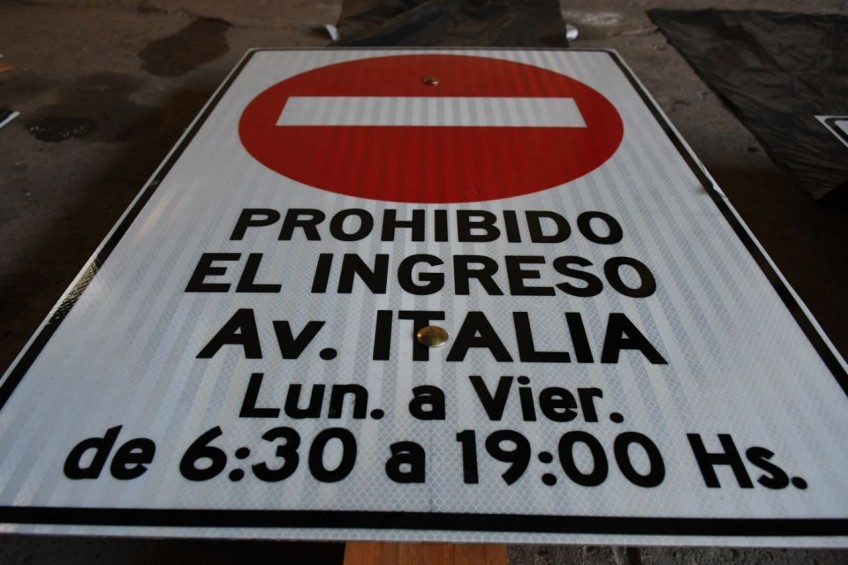 PROHIBIDO
EL INGRESO
Av. ITALIA
Lun. a Vier.
de 6:30 a 19:00 Hs.